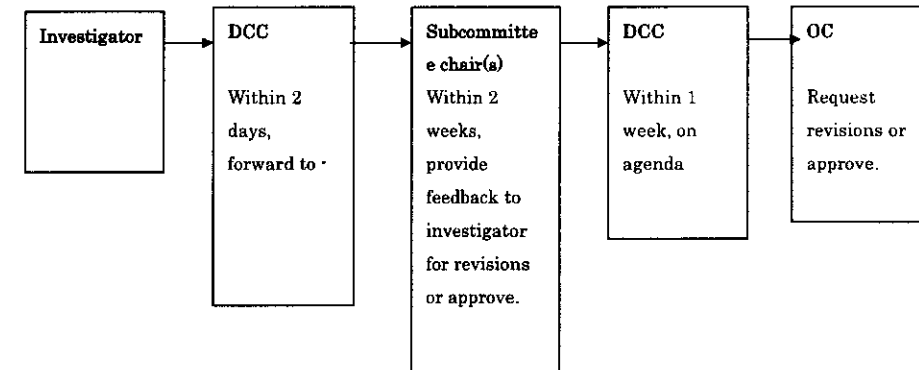 Investigator
DCC
Within 2
days,
forward to -
Subcommitte
e chair(s)
Within 2
weeks,
provide
feedback to
investigator
for revisions
or approve.
DCC
Within 1
week, on
agenda
OC
Request
revisions or
approve.